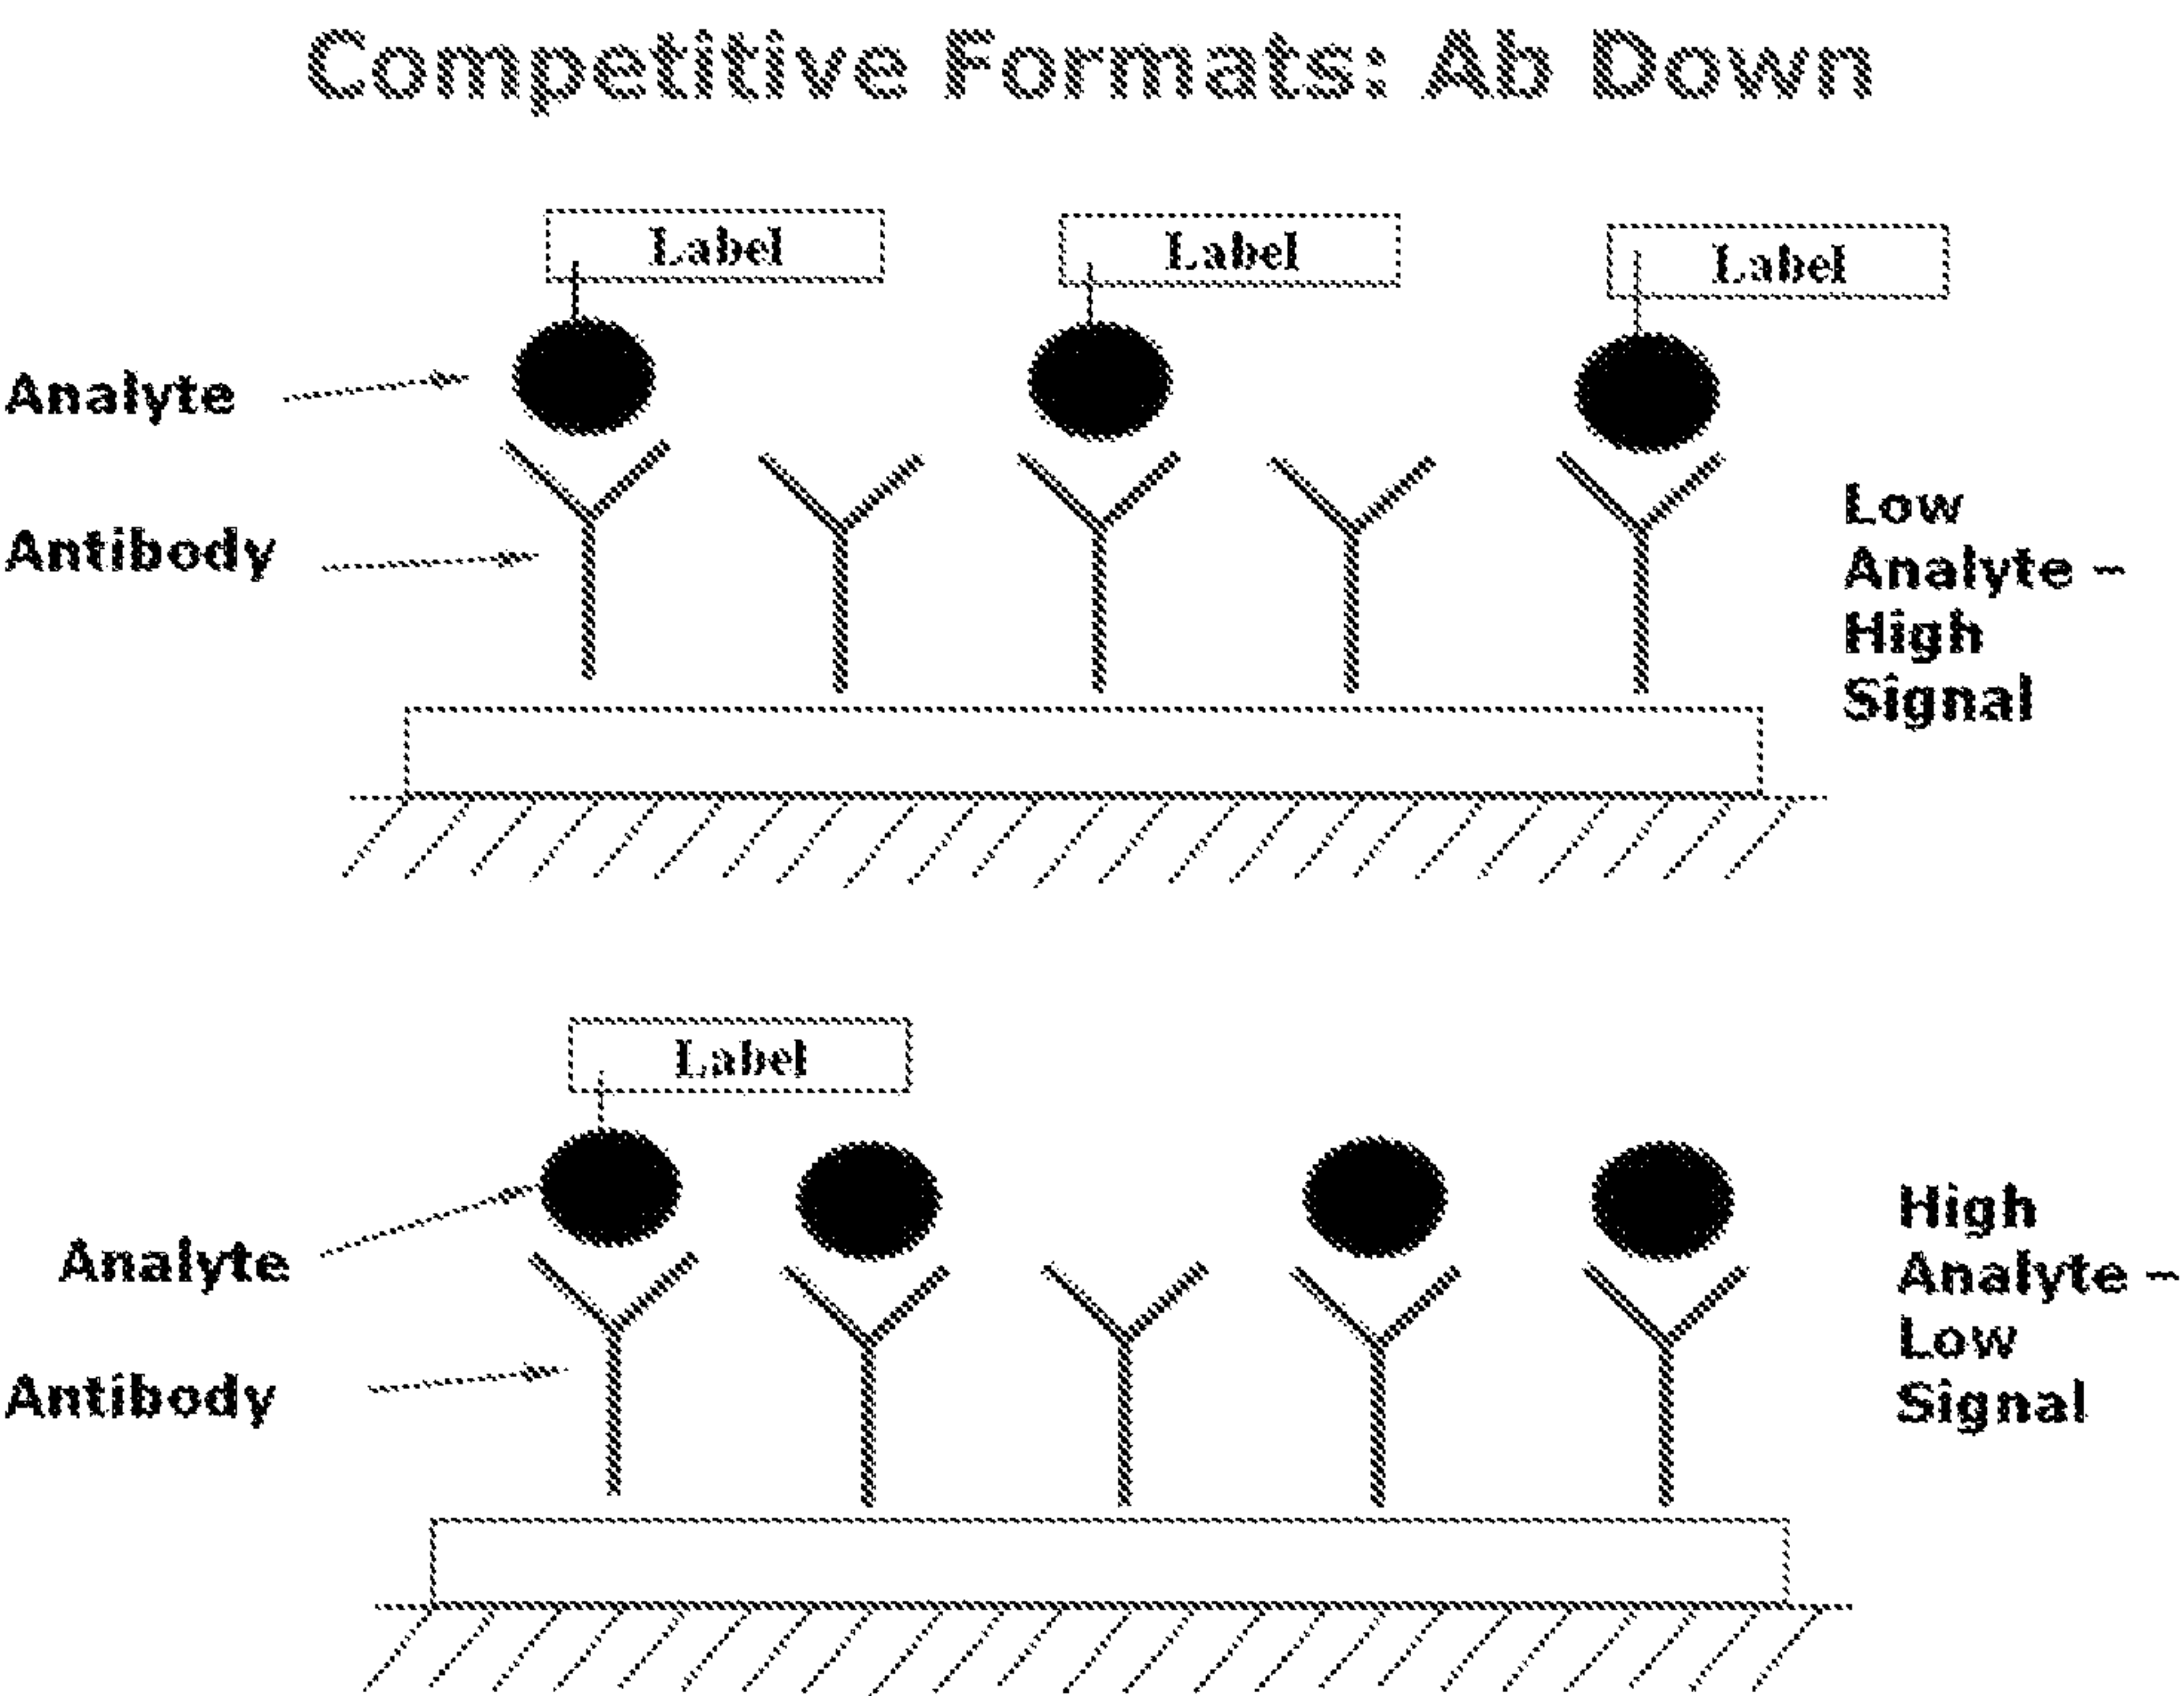 Competitive Formats: Ab Down
Label
Label
Label
Analyte
Antibody
Low
Analyte –
High
Signal
Label
Analyte
Antibody
High
Analyte –
Low
Signal